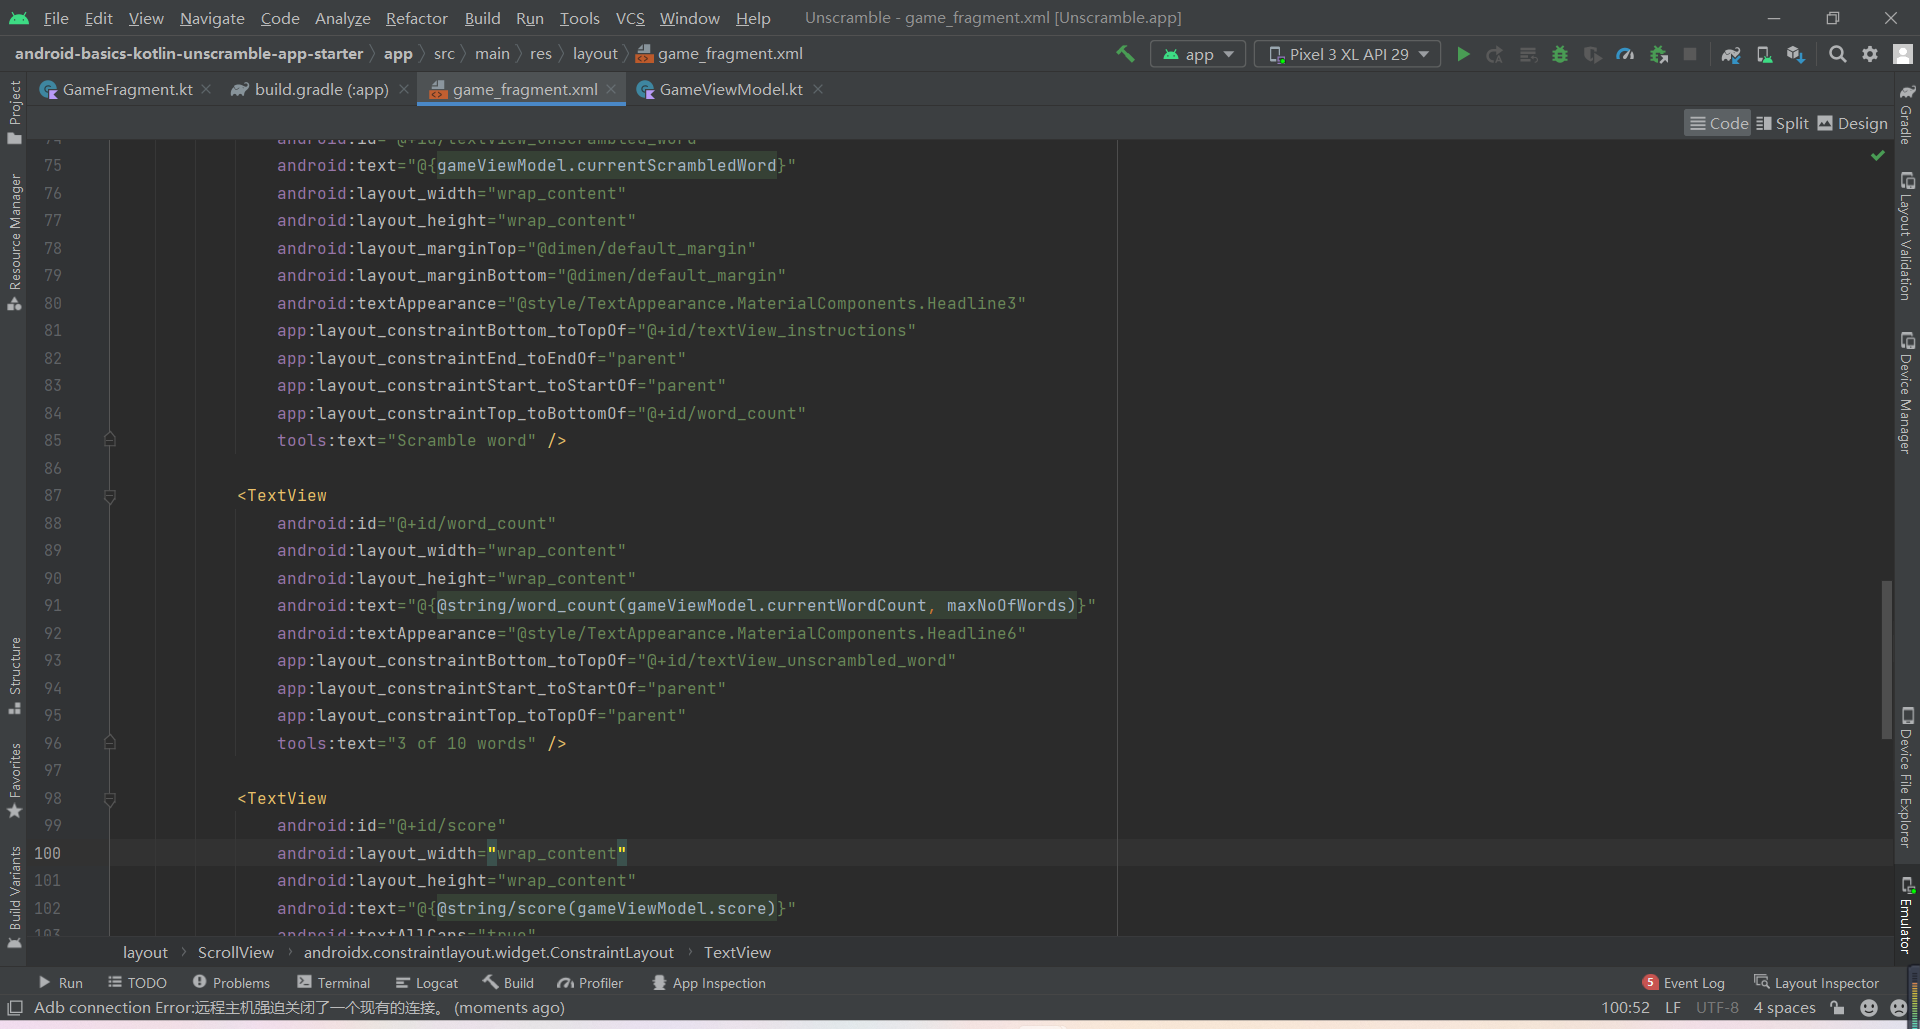 File Edit View Navigate Code Analyze Refactor Build Run Tools VCS Window Help Unscramble - game_fragment.xml [Unscramble.app]
android-basics-kotlin-unscramble-app-starter app src main res layout game_fragment.xml app Pixel 3 XL API 29
GameFragment.kt build.gradle (:app) game_fragment.xml GameViewModel.kt
Code Split Design
74 android:id="@+id/textView_unscrambled_word"
75 android:text="@{gameViewModel.currentScrambledWord}"
76 android:layout_width="wrap_content"
77 android:layout_height="wrap_content"
78 android:layout_marginTop="@dimen/default_margin"
79 android:layout_marginBottom="@dimen/default_margin"
80 android:textAppearance="@style/TextAppearance.MaterialComponents.Headline3"
81 app:layout_constraintBottom_toTopOf="@+id/textView_instructions"
82 app:layout_constraintEnd_toEndOf="parent"
83 app:layout_constraintStart_toStartOf="parent"
84 app:layout_constraintTop_toBottomOf="@+id/word_count"
85 tools:text="Scramble word" />
86
87 <TextView
88 android:id="@+id/word_count"
89 android:layout_width="wrap_content"
90 android:layout_height="wrap_content"
91 android:text="@{@string/word_count(gameViewModel.currentWordCount, maxNoOfWords)}"
92 android:textAppearance="@style/TextAppearance.MaterialComponents.Headline6"
93 app:layout_constraintBottom_toTopOf="@+id/textView_unscrambled_word"
94 app:layout_constraintStart_toStartOf="parent"
95 app:layout_constraintTop_toTopOf="parent"
96 tools:text="3 of 10 words" />
97
98 <TextView
99 android:id="@+id/score"
100 android:layout_width="wrap_content"
101 android:layout_height="wrap_content"
102 android:text="@{@string/score(gameViewModel.score)}"
103 android:textAllCaps="true"
layout ScrollView androidx.constraintlayout.widget.ConstraintLayout TextView
Run TODO Problems Terminal Logcat Build Profiler App Inspection 5 Event Log Layout Inspector
Adb connection Error:远程主机强迫关闭了一个现有的连接。 (moments ago) 100:52 LF UTF-8 4 spaces
Project
Resource Manager
Structure
Favorites
Build Variants
Gradle
Layout Validation
Device Manager
Device File Explorer
Emulator